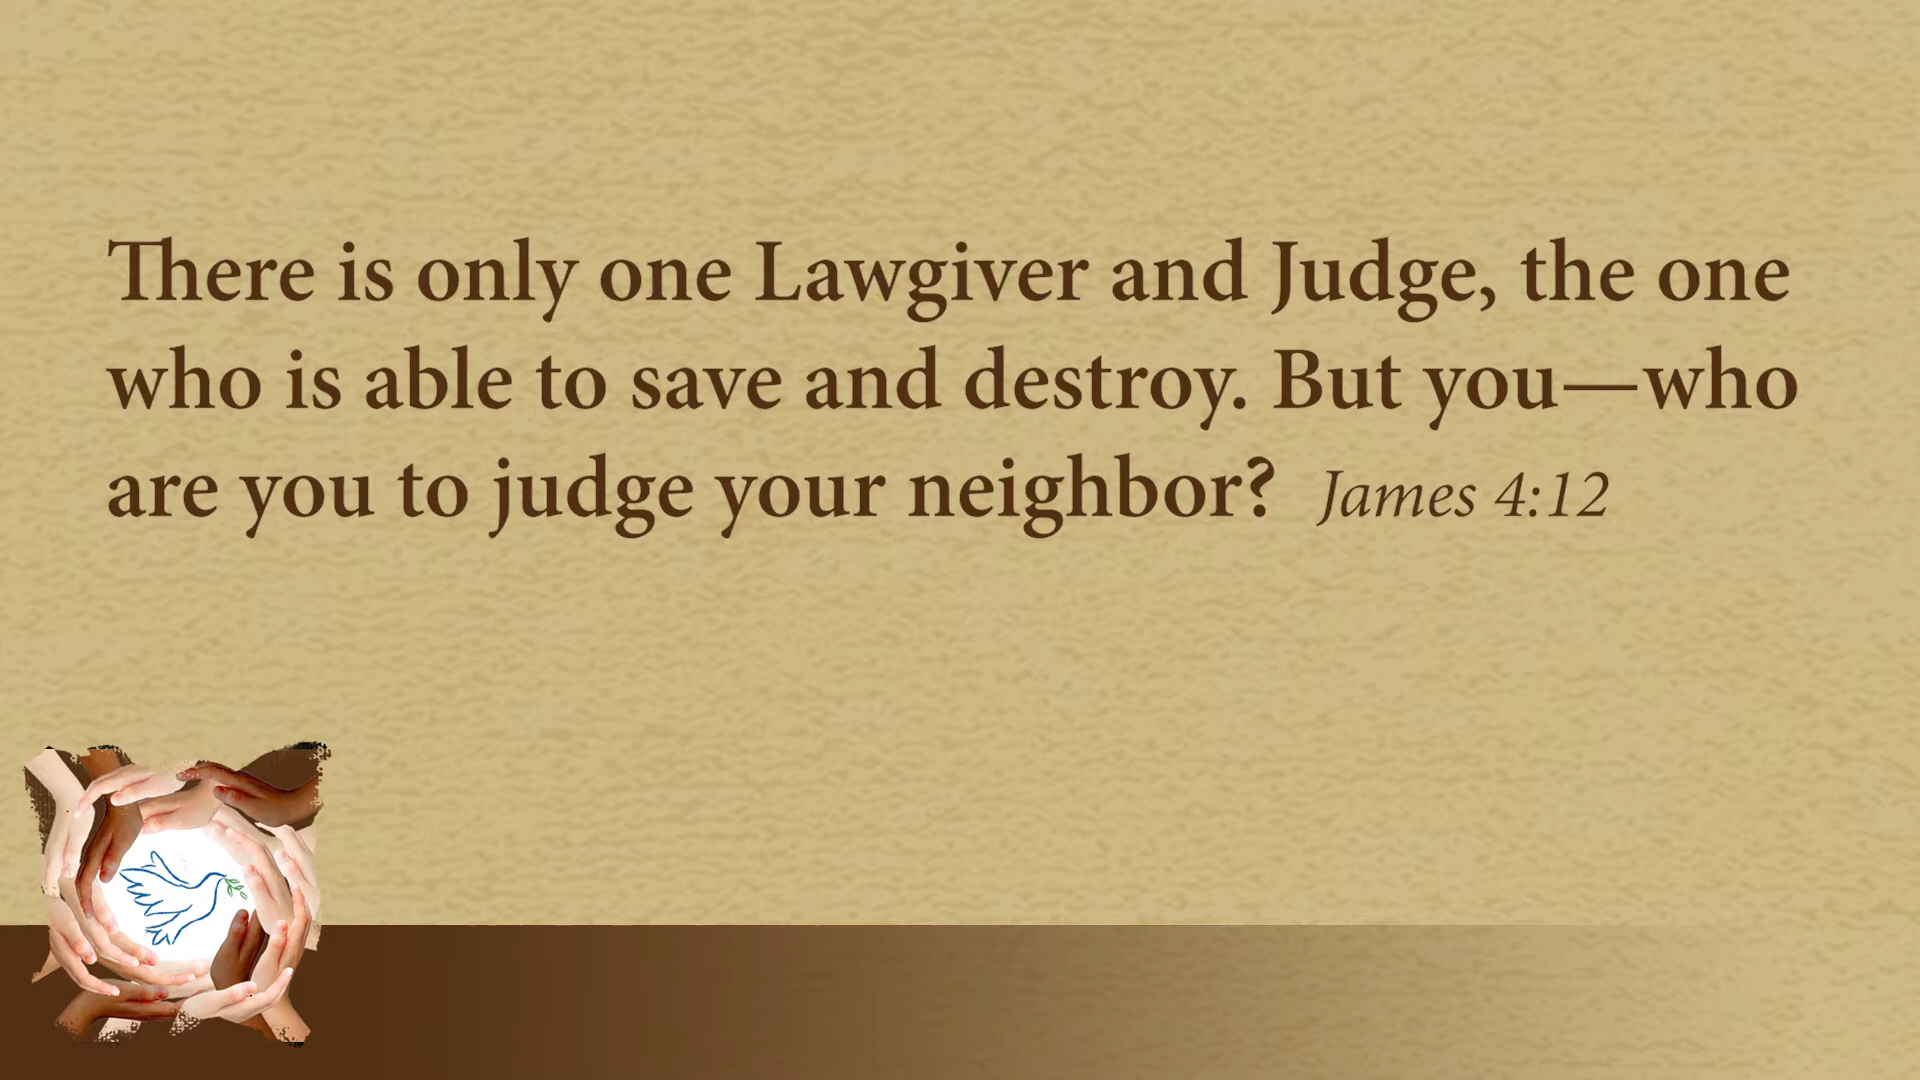 There is only one Lawgiver and Judge, the one
who is able to save and destroy. But you—who
are you to judge your neighbor? James 4:12